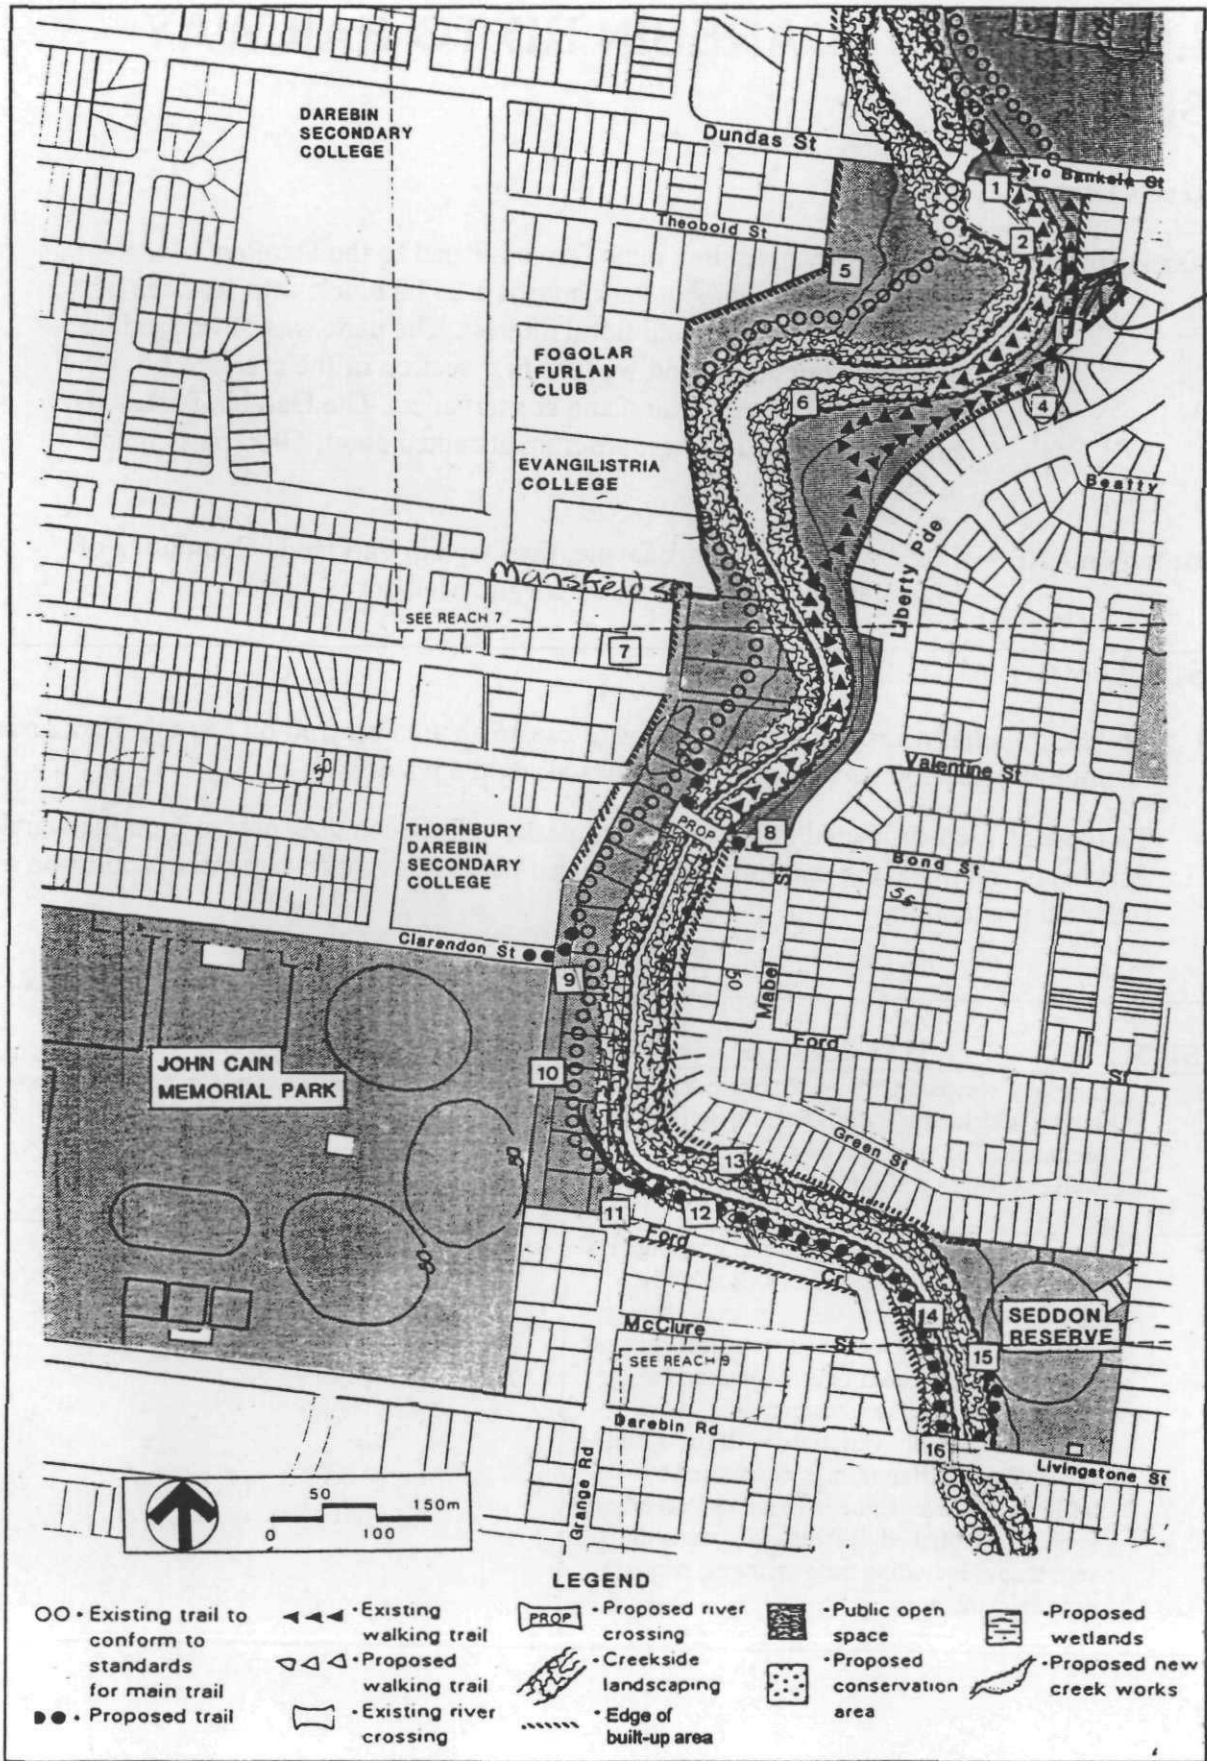 DAREBIN
SECONDARY
COLLEGE
Dundas St
To Banksia St
1
Theobold St
2
5
FOGOLAR
FURLAN
CLUB
6
4
EVANGILISTRIA
COLLEGE
Beatty
Liberty Pde
Mansfield St
SEE REACH 7
7
50
Valentine St
PROP
8
THORNBURY
DAREBIN
SECONDARY
COLLEGE
Bond St
55
Clarendon St
9
50
Mabel St
Ford St
JOHN CAIN
MEMORIAL PARK
10
Green St
50
13
11
12
Ford Cr
50
14
SEDDON
RESERVE
McClure St
15
SEE REACH 9
Darebin Rd
16
Livingstone St
Grange Rd
50 150m
0 100
LEGEND
• Existing trail to
conform to
standards
for main trail
• Proposed trail
• Existing
walking trail
• Proposed
walking trail
• Existing river
crossing
PROP • Proposed river
crossing
• Creekside
landscaping
• Edge of
built-up area
• Public open
space
• Proposed
conservation
area
• Proposed
wetlands
• Proposed new
creek works